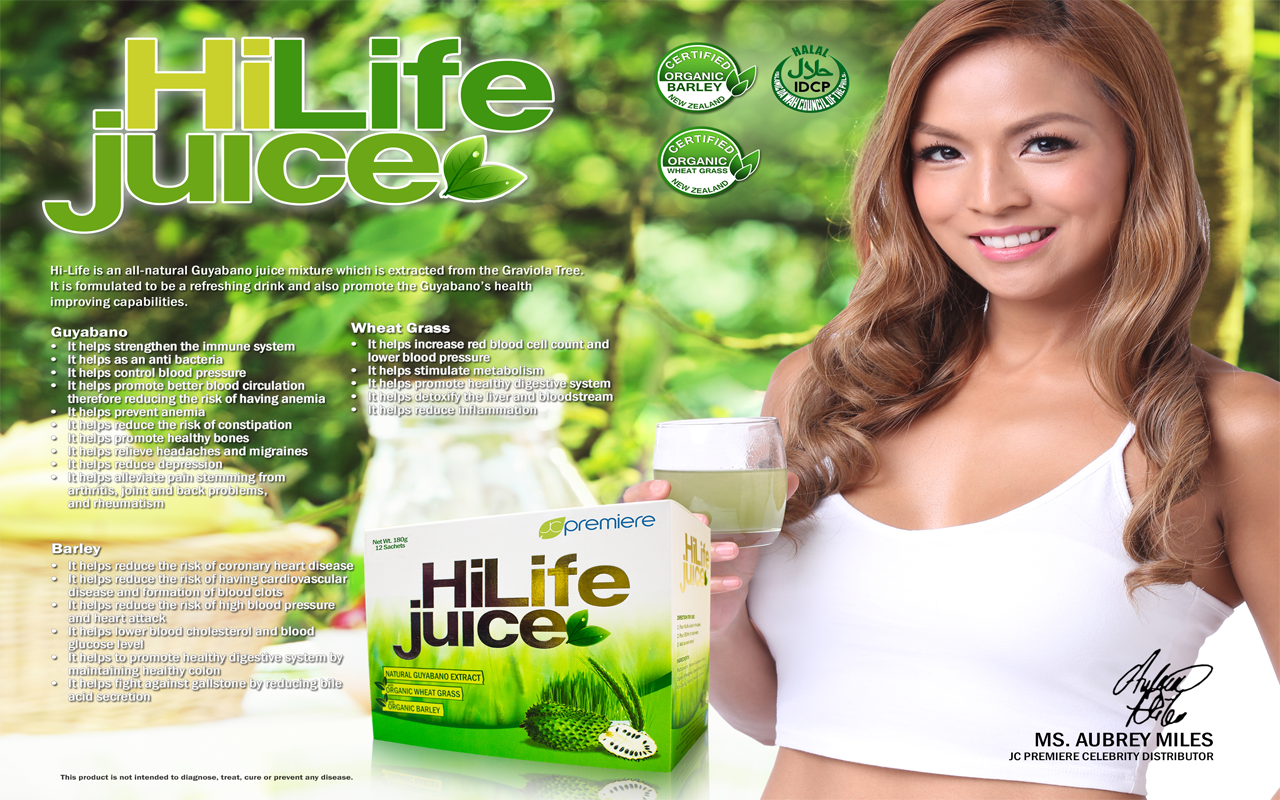 HiLife
juice
CERTIFIED
ORGANIC
BARLEY
NEW ZEALAND
HALAL
حلال
IDCP
ISLAMIC DA'WAH COUNCIL OF THE PHILS.
CERTIFIED
ORGANIC
WHEAT GRASS
NEW ZEALAND
Hi-Life is an all-natural Guyabano juice mixture which is extracted from the Graviola Tree.
It is formulated to be a refreshing drink and also promote the Guyabano's health
improving capabilities.
Guyabano
• It helps strengthen the immune system
• It helps as an anti bacteria
• It helps control blood pressure
• It helps promote better blood circulation
therefore reducing the risk of having anemia
• It helps prevent anemia
• It helps reduce the risk of constipation
• It helps promote healthy bones
• It helps relieve headaches and migraines
• It helps reduce depression
• It helps alleviate pain stemming from
arthritis, joint and back problems,
and rheumatism
Wheat Grass
• It helps increase red blood cell count and
lower blood pressure
• It helps stimulate metabolism
• It helps promote healthy digestive system
• It helps detoxify the liver and bloodstream
• It helps reduce inflammation
Barley
• It helps reduce the risk of coronary heart disease
• It helps reduce the risk of having cardiovascular
disease and formation of blood clots
• It helps reduce the risk of high blood pressure
and heart attack
• It helps lower blood cholesterol and blood
glucose level
• It helps to promote healthy digestive system by
maintaining healthy colon
• It helps fight against gallstone by reducing bile
acid secretion
JC premiere
Net Wt. 180g
12 Sachets
HiLife
juice
NATURAL GUYABANO EXTRACT
ORGANIC WHEAT GRASS
ORGANIC BARLEY
HiLife
juice
MS. AUBREY MILES
JC PREMIERE CELEBRITY DISTRIBUTOR
This product is not intended to diagnose, treat, cure or prevent any disease.